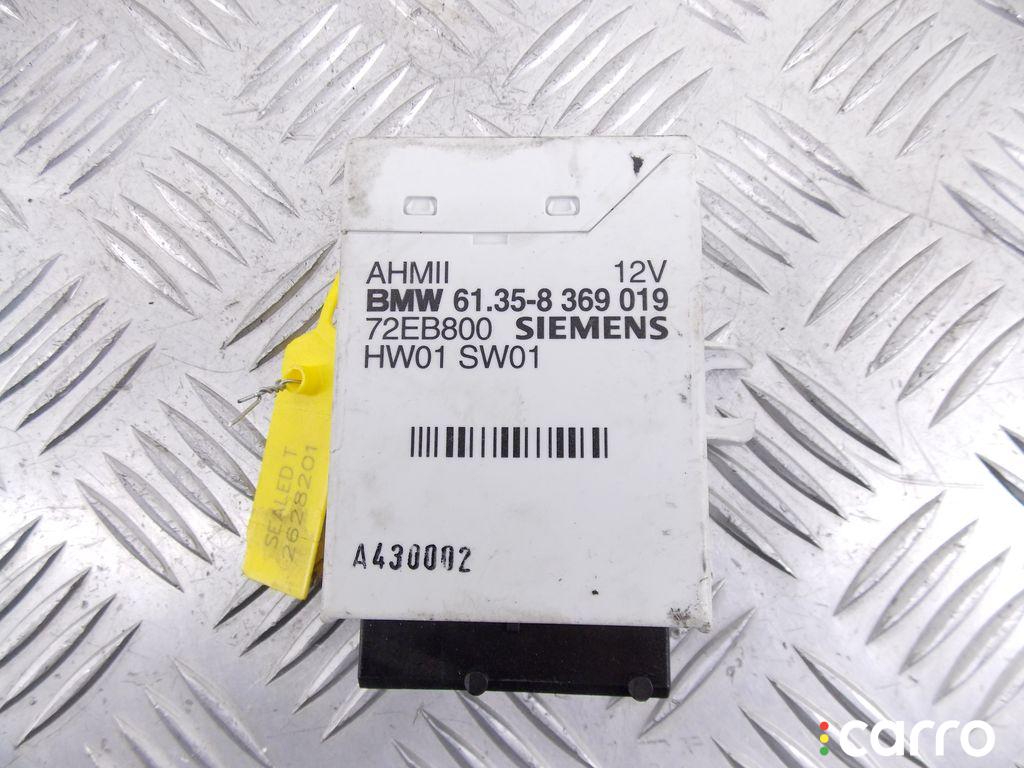 AHMII 12V
BMW 61.35-8 369 019
72EB800 SIEMENS
HW01 SW01
A430002
SEALED T
2628201
carro